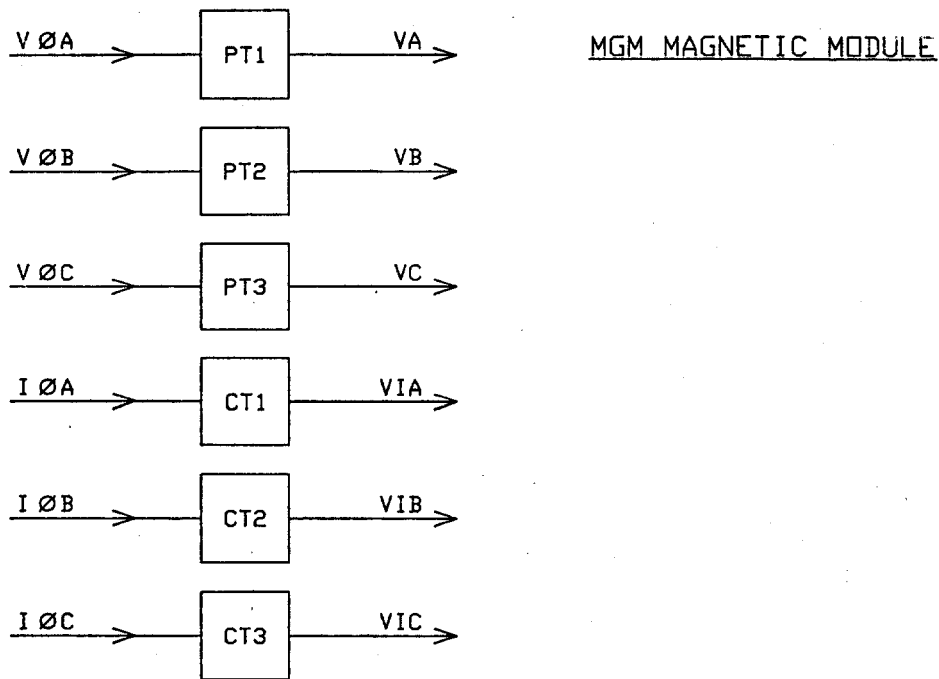 V ØA PT1 VA
MGM MAGNETIC MODULE
V ØB PT2 VB
V ØC PT3 VC
I ØA CT1 VIA
I ØB CT2 VIB
I ØC CT3 VIC